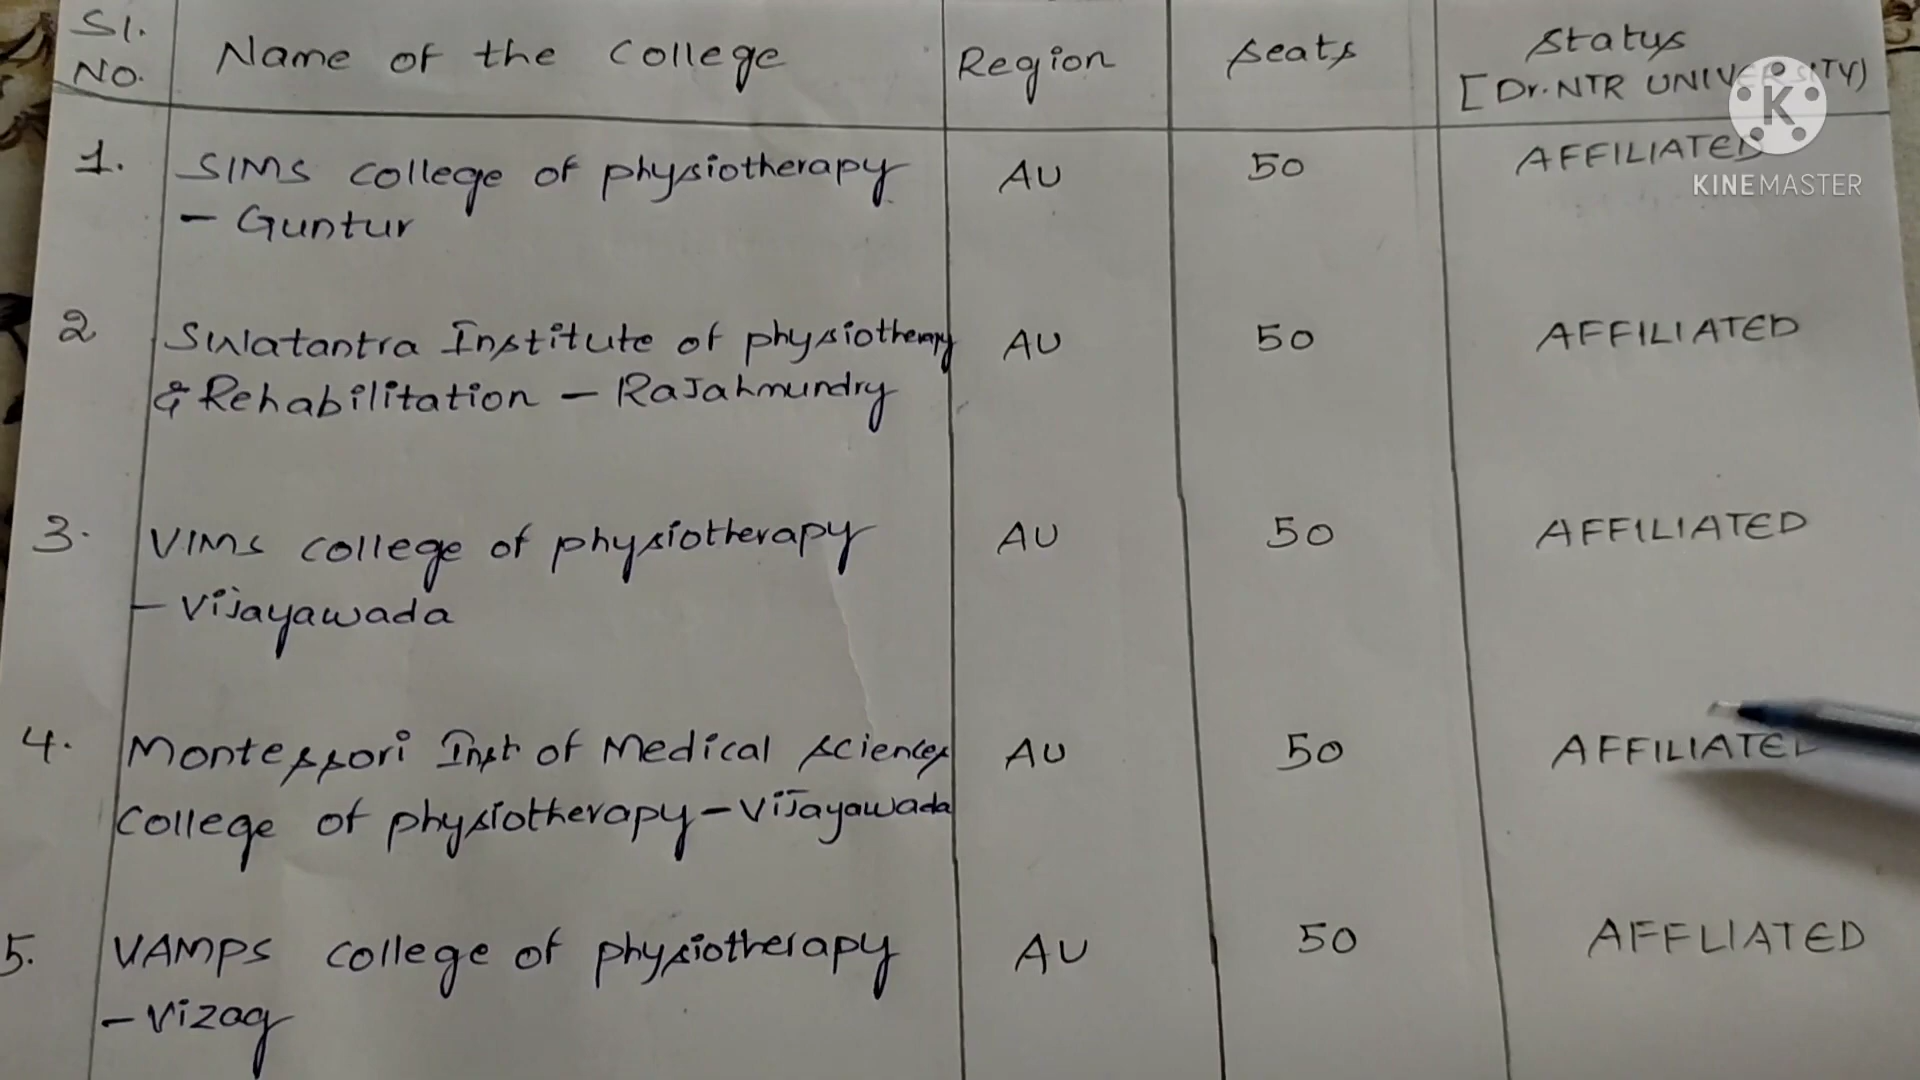 Sl. No. Name of the College Region seats Status [Dr. NTR UNIVERSITY)
1. SIMS college of physiotherapy AU 50 AFFILIATED
- Guntur
2 Swatantra Institute of physiotherapy AU 50 AFFILIATED
& Rehabilitation - Rajahmundry
3. VIMS college of physiotherapy AU 50 AFFILIATED
- Vijayawada
4. Montessori Inst of Medical sciences AU 50 AFFILIATED
College of physiotherapy - Vijayawada
5. VAMPS college of physiotherapy AU 50 AFFLIATED
- Vizag
K
KINEMASTER